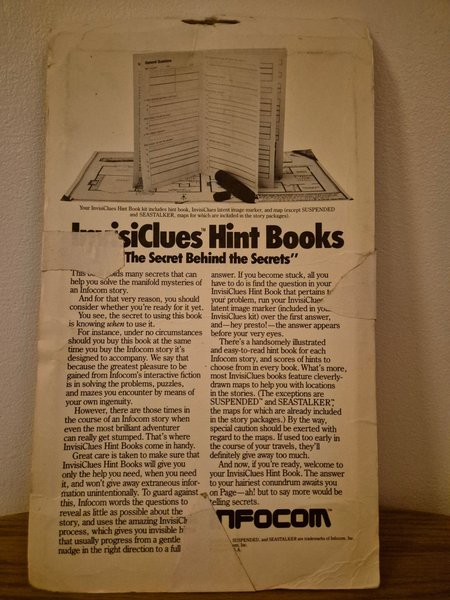 General Questions
Your InvisiClues Hint Book kit includes hint book, InvisiClues latent image marker, and map (except SUSPENDED
and SEASTALKER, maps for which are included in the story packages).
InvisiClues™ Hint Books
The Secret Behind the Secrets"
This holds many secrets that can
help you solve the manifold mysteries of
an Infocom story.
And for that very reason, you should
consider whether you're ready for it yet.
You see, the secret to using this book
is knowing when to use it.
For instance, under no circumstances
should you buy this book at the same
time you buy the Infocom story it's
designed to accompany. We say that
because the greatest pleasure to be
gained from Infocom's interactive fiction
is in solving the problems, puzzles,
and mazes you encounter by means of
your own ingenuity.
However, there are those times in
the course of an Infocom story when
even the most brilliant adventurer
can really get stumped. That's where
InvisiClues Hint Books come in handy.
Great care is taken to make sure that
InvisiClues Hint Books will give you
only the help you need, when you need
it, and won't give away extraneous infor-
mation unintentionally. To guard against
this, Infocom words the questions to
reveal as little as possible about the
story, and uses the amazing InvisiCl
process, which gives you invisible
that usually progress from a gentle
nudge in the right direction to a full
answer. If you become stuck, all you
have to do is find the question in your
InvisiClues Hint Book that pertains to
your problem, run your InvisiClues
latent image marker (included in your
InvisiClues kit) over the first answer,
and—hey presto!—the answer appears
before your very eyes.
There's a handsomely illustrated
and easy-to-read hint book for each
Infocom story, and scores of hints to
choose from in every book. What's more,
most InvisiClues books feature cleverly-
drawn maps to help you with locations
in the stories. (The exceptions are
SUSPENDED™ and SEASTALKER,™
the maps for which are already included
in the story packages.) By the way,
special caution should be exerted with
regard to the maps. If used too early in
the course of your travels, they'll
definitely give away too much.
And now, if you're ready, welcome to
your InvisiClues Hint Book. The answer
to your hairiest conundrum awaits you
on Page—ah! but to say more would be
telling secrets.
INFOCOM™
SUSPENDED, and SEASTALKER are trademarks of Infocom, Inc.